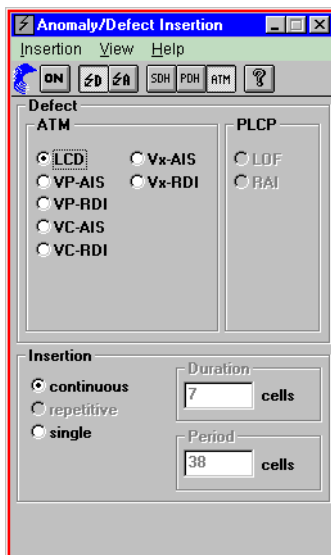 Anomaly/Defect Insertion
Insertion View Help
ON D A SDH PDH ATM ?
Defect
ATM
PLCP
LCD Vx-AIS LOF
VP-AIS Vx-RDI RAI
VP-RDI
VC-AIS
VC-RDI
Insertion
Duration
continuous 7 cells
repetitive
single
Period
38 cells